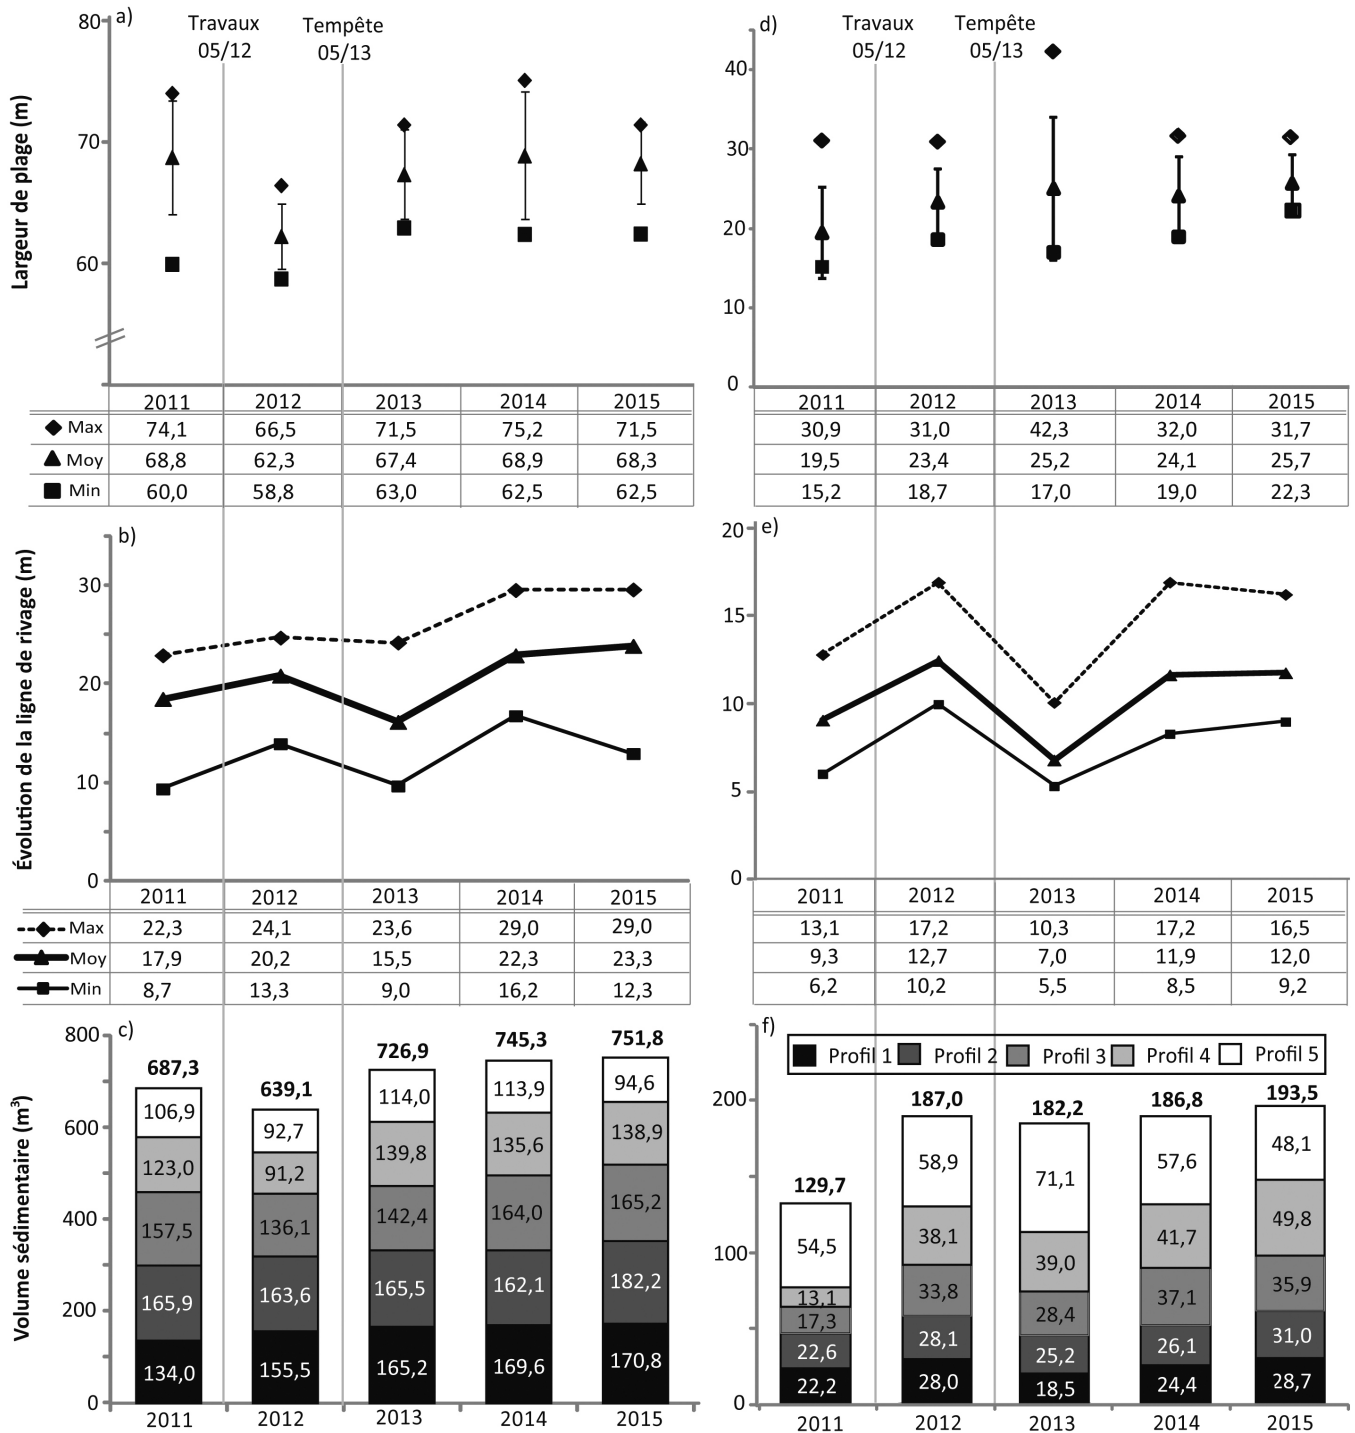 a)
Travaux
05/12
Tempête
05/13
Largeur de plage (m)
80
70
60
2011 2012 2013 2014 2015
Max 74,1 66,5 71,5 75,2 71,5
Moy 68,8 62,3 67,4 68,9 68,3
Min 60,0 58,8 63,0 62,5 62,5
d)
Travaux
05/12
Tempête
05/13
40
30
20
10
0
2011 2012 2013 2014 2015
30,9 31,0 42,3 32,0 31,7
19,5 23,4 25,2 24,1 25,7
15,2 18,7 17,0 19,0 22,3
b)
Évolution de la ligne de rivage (m)
30
20
10
0
2011 2012 2013 2014 2015
Max 22,3 24,1 23,6 29,0 29,0
Moy 17,9 20,2 15,5 22,3 23,3
Min 8,7 13,3 9,0 16,2 12,3
e)
20
15
10
5
0
2011 2012 2013 2014 2015
13,1 17,2 10,3 17,2 16,5
9,3 12,7 7,0 11,9 12,0
6,2 10,2 5,5 8,5 9,2
c)
Volume sédimentaire (m³)
800
600
400
200
0
687,3 639,1 726,9 745,3 751,8
106,9 92,7 114,0 113,9 94,6
123,0 91,2 139,8 135,6 138,9
157,5 136,1 142,4 164,0 165,2
165,9 163,6 165,5 162,1 182,2
134,0 155,5 165,2 169,6 170,8
2011 2012 2013 2014 2015
f)
Profil 1 Profil 2 Profil 3 Profil 4 Profil 5
200
100
0
129,7 187,0 182,2 186,8 193,5
54,5 58,9 71,1 57,6 48,1
13,1 38,1 39,0 41,7 49,8
17,3 33,8 28,4 37,1 35,9
22,6 28,1 25,2 26,1 31,0
22,2 28,0 18,5 24,4 28,7
2011 2012 2013 2014 2015